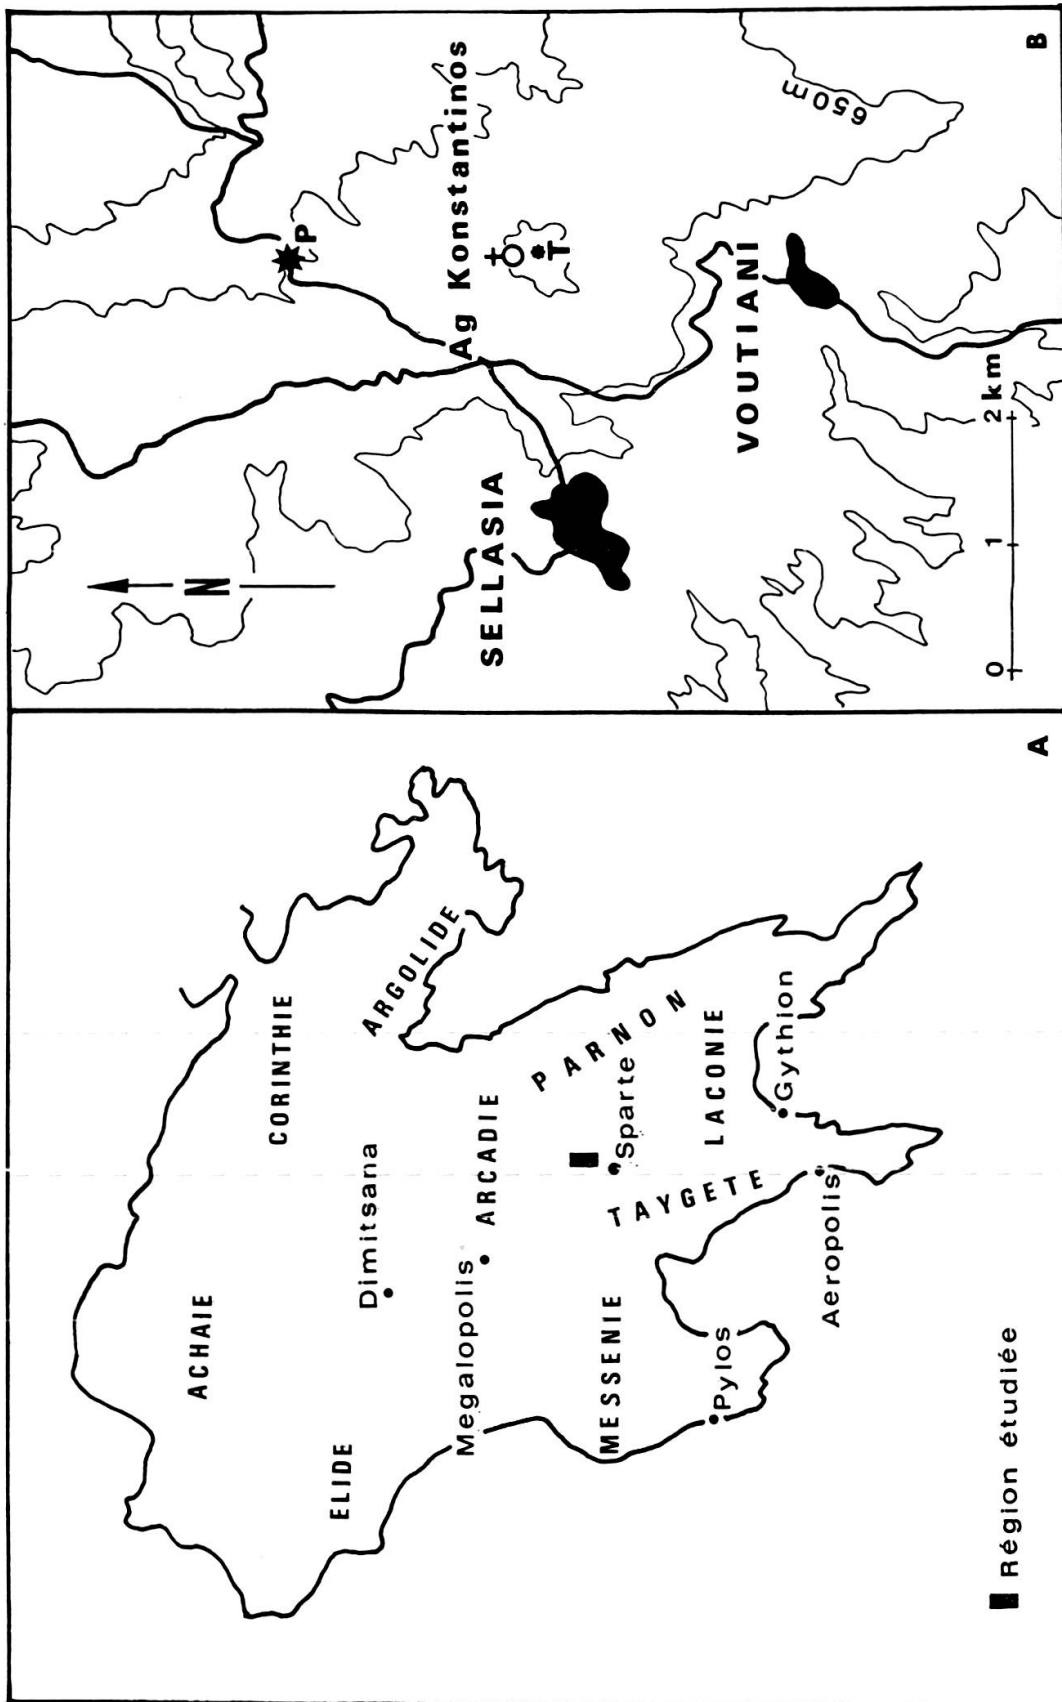 ACHAIE
CORINTHIE
ELIDE
Dimitsana
ARGOLIDE
Megalopolis
ARCADIE
PARNON
MESSENIE
Sparte
TAYGETE
LACONIE
Pylos
Gythion
Aeropolis
Région étudiée
A
N
P
Ag Konstantinos
SELLASIA
T
VOUTIANI
650m
0 1 2km
B